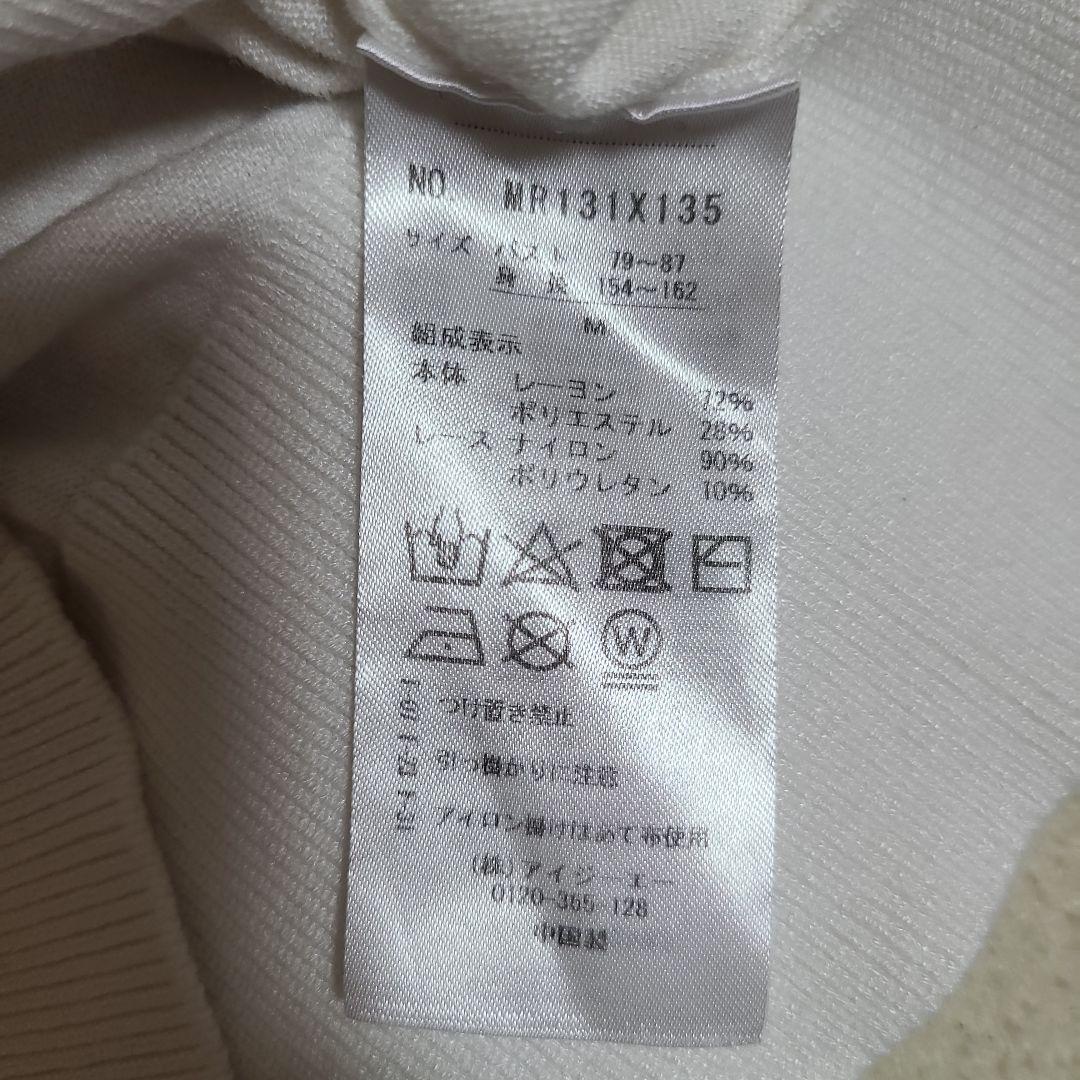 NO. MR131X135
サイズ バスト 79～87
身長 154～162
M
組成表示
本体 レーヨン 72%
ポリエステル 28%
レース ナイロン 90%
ポリウレタン 10%
W
つけ置き禁止
引っ掛かりに注意
アイロン掛けはあて布使用
(株)アイジーエー
0120-365-128
中国製